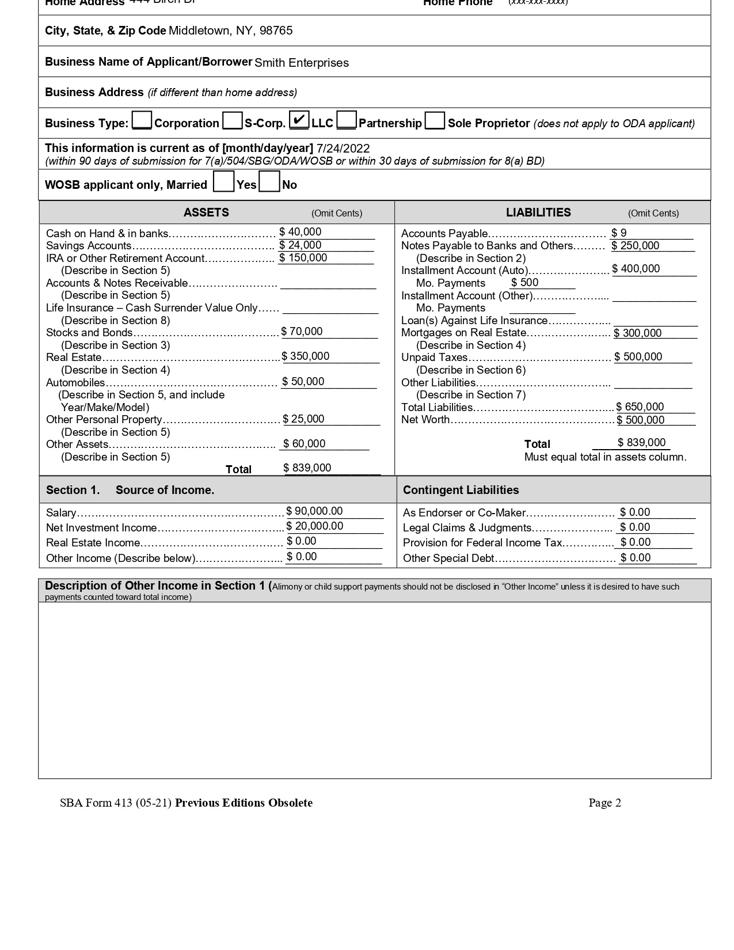 Home Address 444 Birch Dr Home Phone (xxx-xxx-xxxx)
City, State, & Zip Code Middletown, NY, 98765
Business Name of Applicant/Borrower Smith Enterprises
Business Address (if different than home address)
Business Type: Corporation S-Corp. ✔ LLC Partnership Sole Proprietor (does not apply to ODA applicant)
This information is current as of [month/day/year] 7/24/2022
(within 90 days of submission for 7(a)/504/SBG/ODA/WOSB or within 30 days of submission for 8(a) BD)
WOSB applicant only, Married Yes No
ASSETS (Omit Cents)
Cash on Hand & in banks………………………… $ 40,000
Savings Accounts………………………………… $ 24,000
IRA or Other Retirement Account……………… $ 150,000
(Describe in Section 5)
Accounts & Notes Receivable……………………
(Describe in Section 5)
Life Insurance – Cash Surrender Value Only……
(Describe in Section 8)
Stocks and Bonds………………………………… $ 70,000
(Describe in Section 3)
Real Estate………………………………………… $ 350,000
(Describe in Section 4)
Automobiles………………………………………… $ 50,000
(Describe in Section 5, and include
Year/Make/Model)
Other Personal Property…………………………… $ 25,000
(Describe in Section 5)
Other Assets……………………………………… $ 60,000
(Describe in Section 5)
Total $ 839,000
LIABILITIES (Omit Cents)
Accounts Payable…………………………… $ 9
Notes Payable to Banks and Others……… $ 250,000
(Describe in Section 2)
Installment Account (Auto)………………… $ 400,000
Mo. Payments $ 500
Installment Account (Other)…………………
Mo. Payments
Loan(s) Against Life Insurance………………
Mortgages on Real Estate…………………… $ 300,000
(Describe in Section 4)
Unpaid Taxes………………………………… $ 500,000
(Describe in Section 6)
Other Liabilities………………………………
(Describe in Section 7)
Total Liabilities………………………………… $ 650,000
Net Worth……………………………………… $ 500,000
Total $ 839,000
Must equal total in assets column.
Section 1. Source of Income.
Salary………………………………………………… $ 90,000.00
Net Investment Income……………………………… $ 20,000.00
Real Estate Income………………………………… $ 0.00
Other Income (Describe below)…………………… $ 0.00
Contingent Liabilities
As Endorser or Co-Maker…………………… $ 0.00
Legal Claims & Judgments………………… $ 0.00
Provision for Federal Income Tax………… $ 0.00
Other Special Debt…………………………… $ 0.00
Description of Other Income in Section 1 (Alimony or child support payments should not be disclosed in "Other Income" unless it is desired to have such
payments counted toward total income)
SBA Form 413 (05-21) Previous Editions Obsolete Page 2